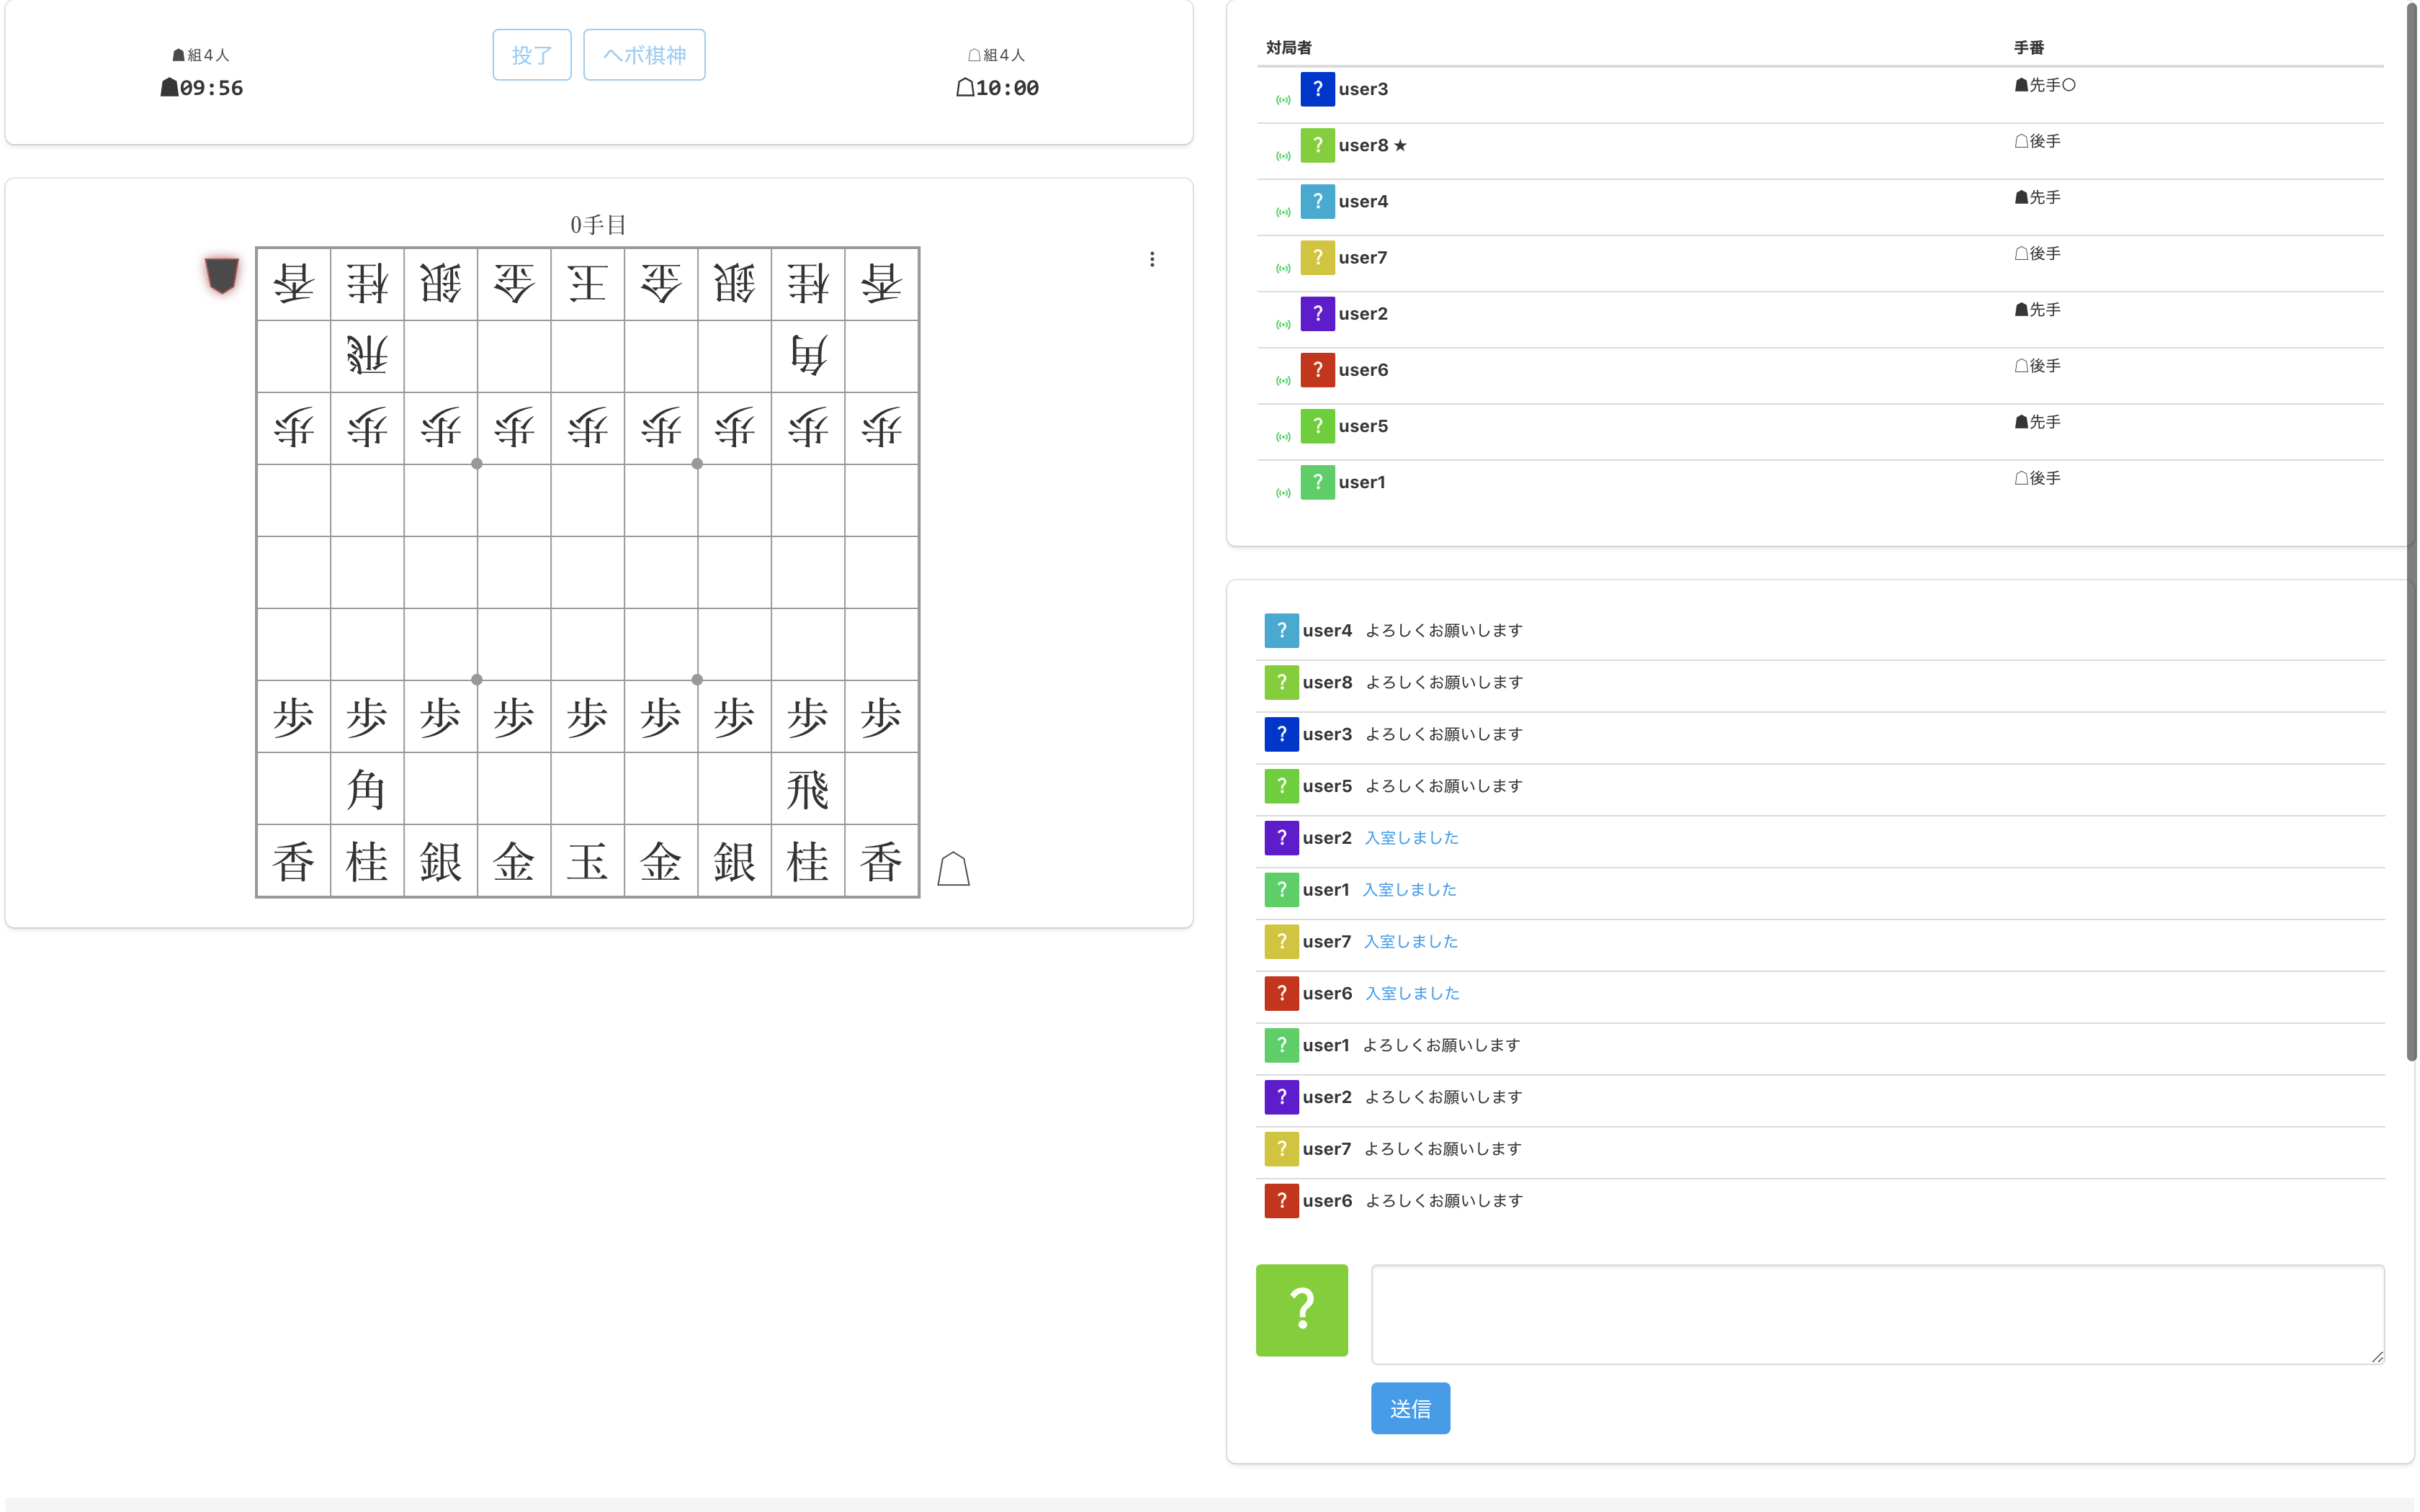 ☗組4人
☗09:56
投了
ヘボ棋神
☖組4人
☖10:00
0手目
香桂銀金王金銀桂香
飛角
歩歩歩歩歩歩歩歩歩
歩歩歩歩歩歩歩歩歩
角飛
香桂銀金玉金銀桂香
対局者 手番
? user3 ☗先手〇
? user8 ★ ☖後手
? user4 ☗先手
? user7 ☖後手
? user2 ☗先手
? user6 ☖後手
? user5 ☗先手
? user1 ☖後手
? user4 よろしくお願いします
? user8 よろしくお願いします
? user3 よろしくお願いします
? user5 よろしくお願いします
? user2 入室しました
? user1 入室しました
? user7 入室しました
? user6 入室しました
? user1 よろしくお願いします
? user2 よろしくお願いします
? user7 よろしくお願いします
? user6 よろしくお願いします
?
送信